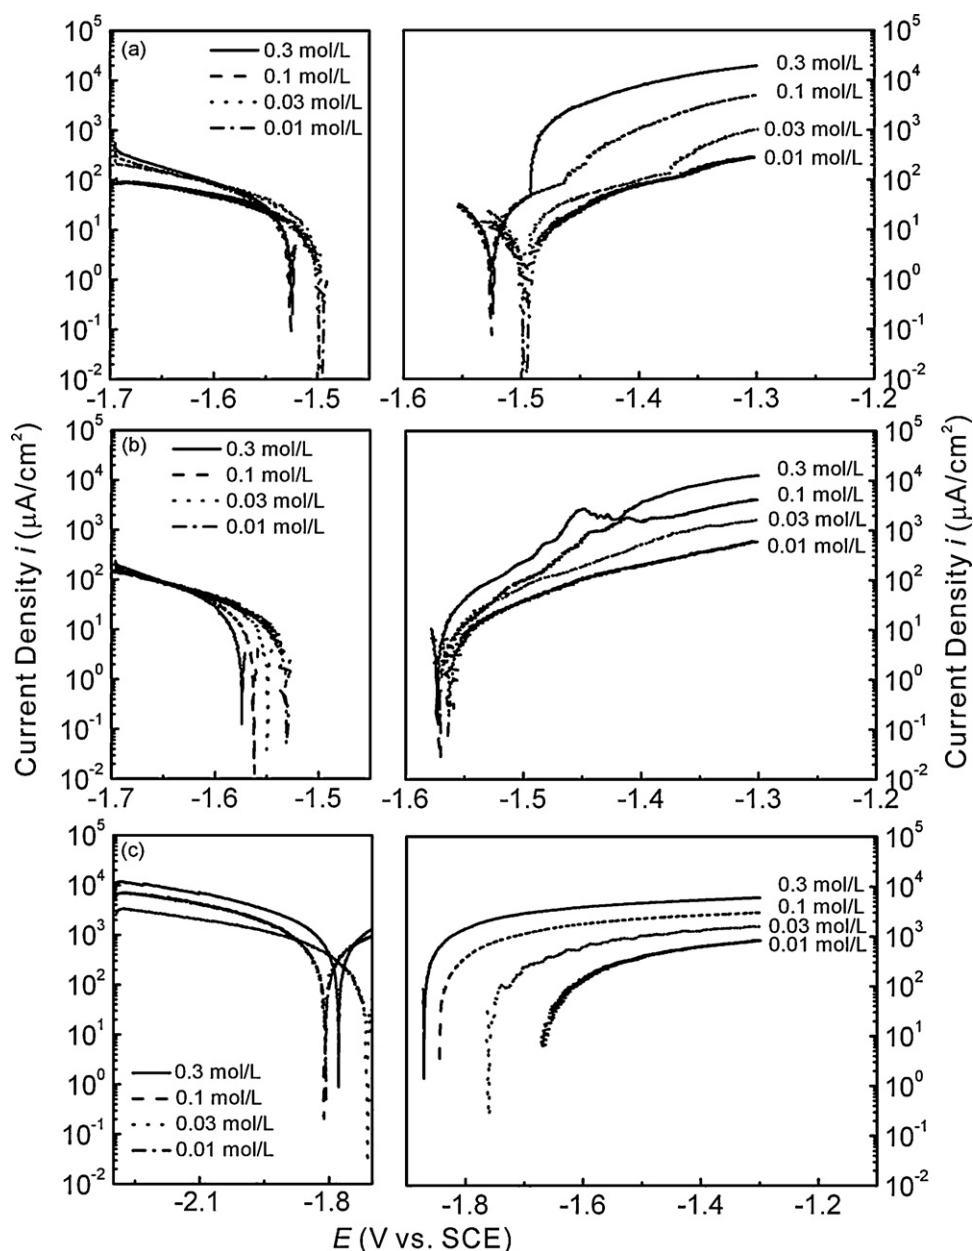 (a)
0.3 mol/L
0.1 mol/L
0.03 mol/L
0.01 mol/L
10^5
10^4
10^3
10^2
10^1
10^0
10^-1
10^-2
-1.7 -1.6 -1.5
0.3 mol/L
0.1 mol/L
0.03 mol/L
0.01 mol/L
10^5
10^4
10^3
10^2
10^1
10^0
10^-1
10^-2
-1.6 -1.5 -1.4 -1.3 -1.2
(b)
0.3 mol/L
0.1 mol/L
0.03 mol/L
0.01 mol/L
10^5
10^4
10^3
10^2
10^1
10^0
10^-1
10^-2
-1.7 -1.6 -1.5
0.3 mol/L
0.1 mol/L
0.03 mol/L
0.01 mol/L
10^5
10^4
10^3
10^2
10^1
10^0
10^-1
10^-2
-1.6 -1.5 -1.4 -1.3 -1.2
Current Density i (μA/cm²)
Current Density i (μA/cm²)
(c)
10^5
10^4
10^3
10^2
10^1
10^0
10^-1
10^-2
0.3 mol/L
0.1 mol/L
0.03 mol/L
0.01 mol/L
-2.1 -1.8
0.3 mol/L
0.1 mol/L
0.03 mol/L
0.01 mol/L
10^5
10^4
10^3
10^2
10^1
10^0
10^-1
10^-2
-1.8 -1.6 -1.4 -1.2
E (V vs. SCE)